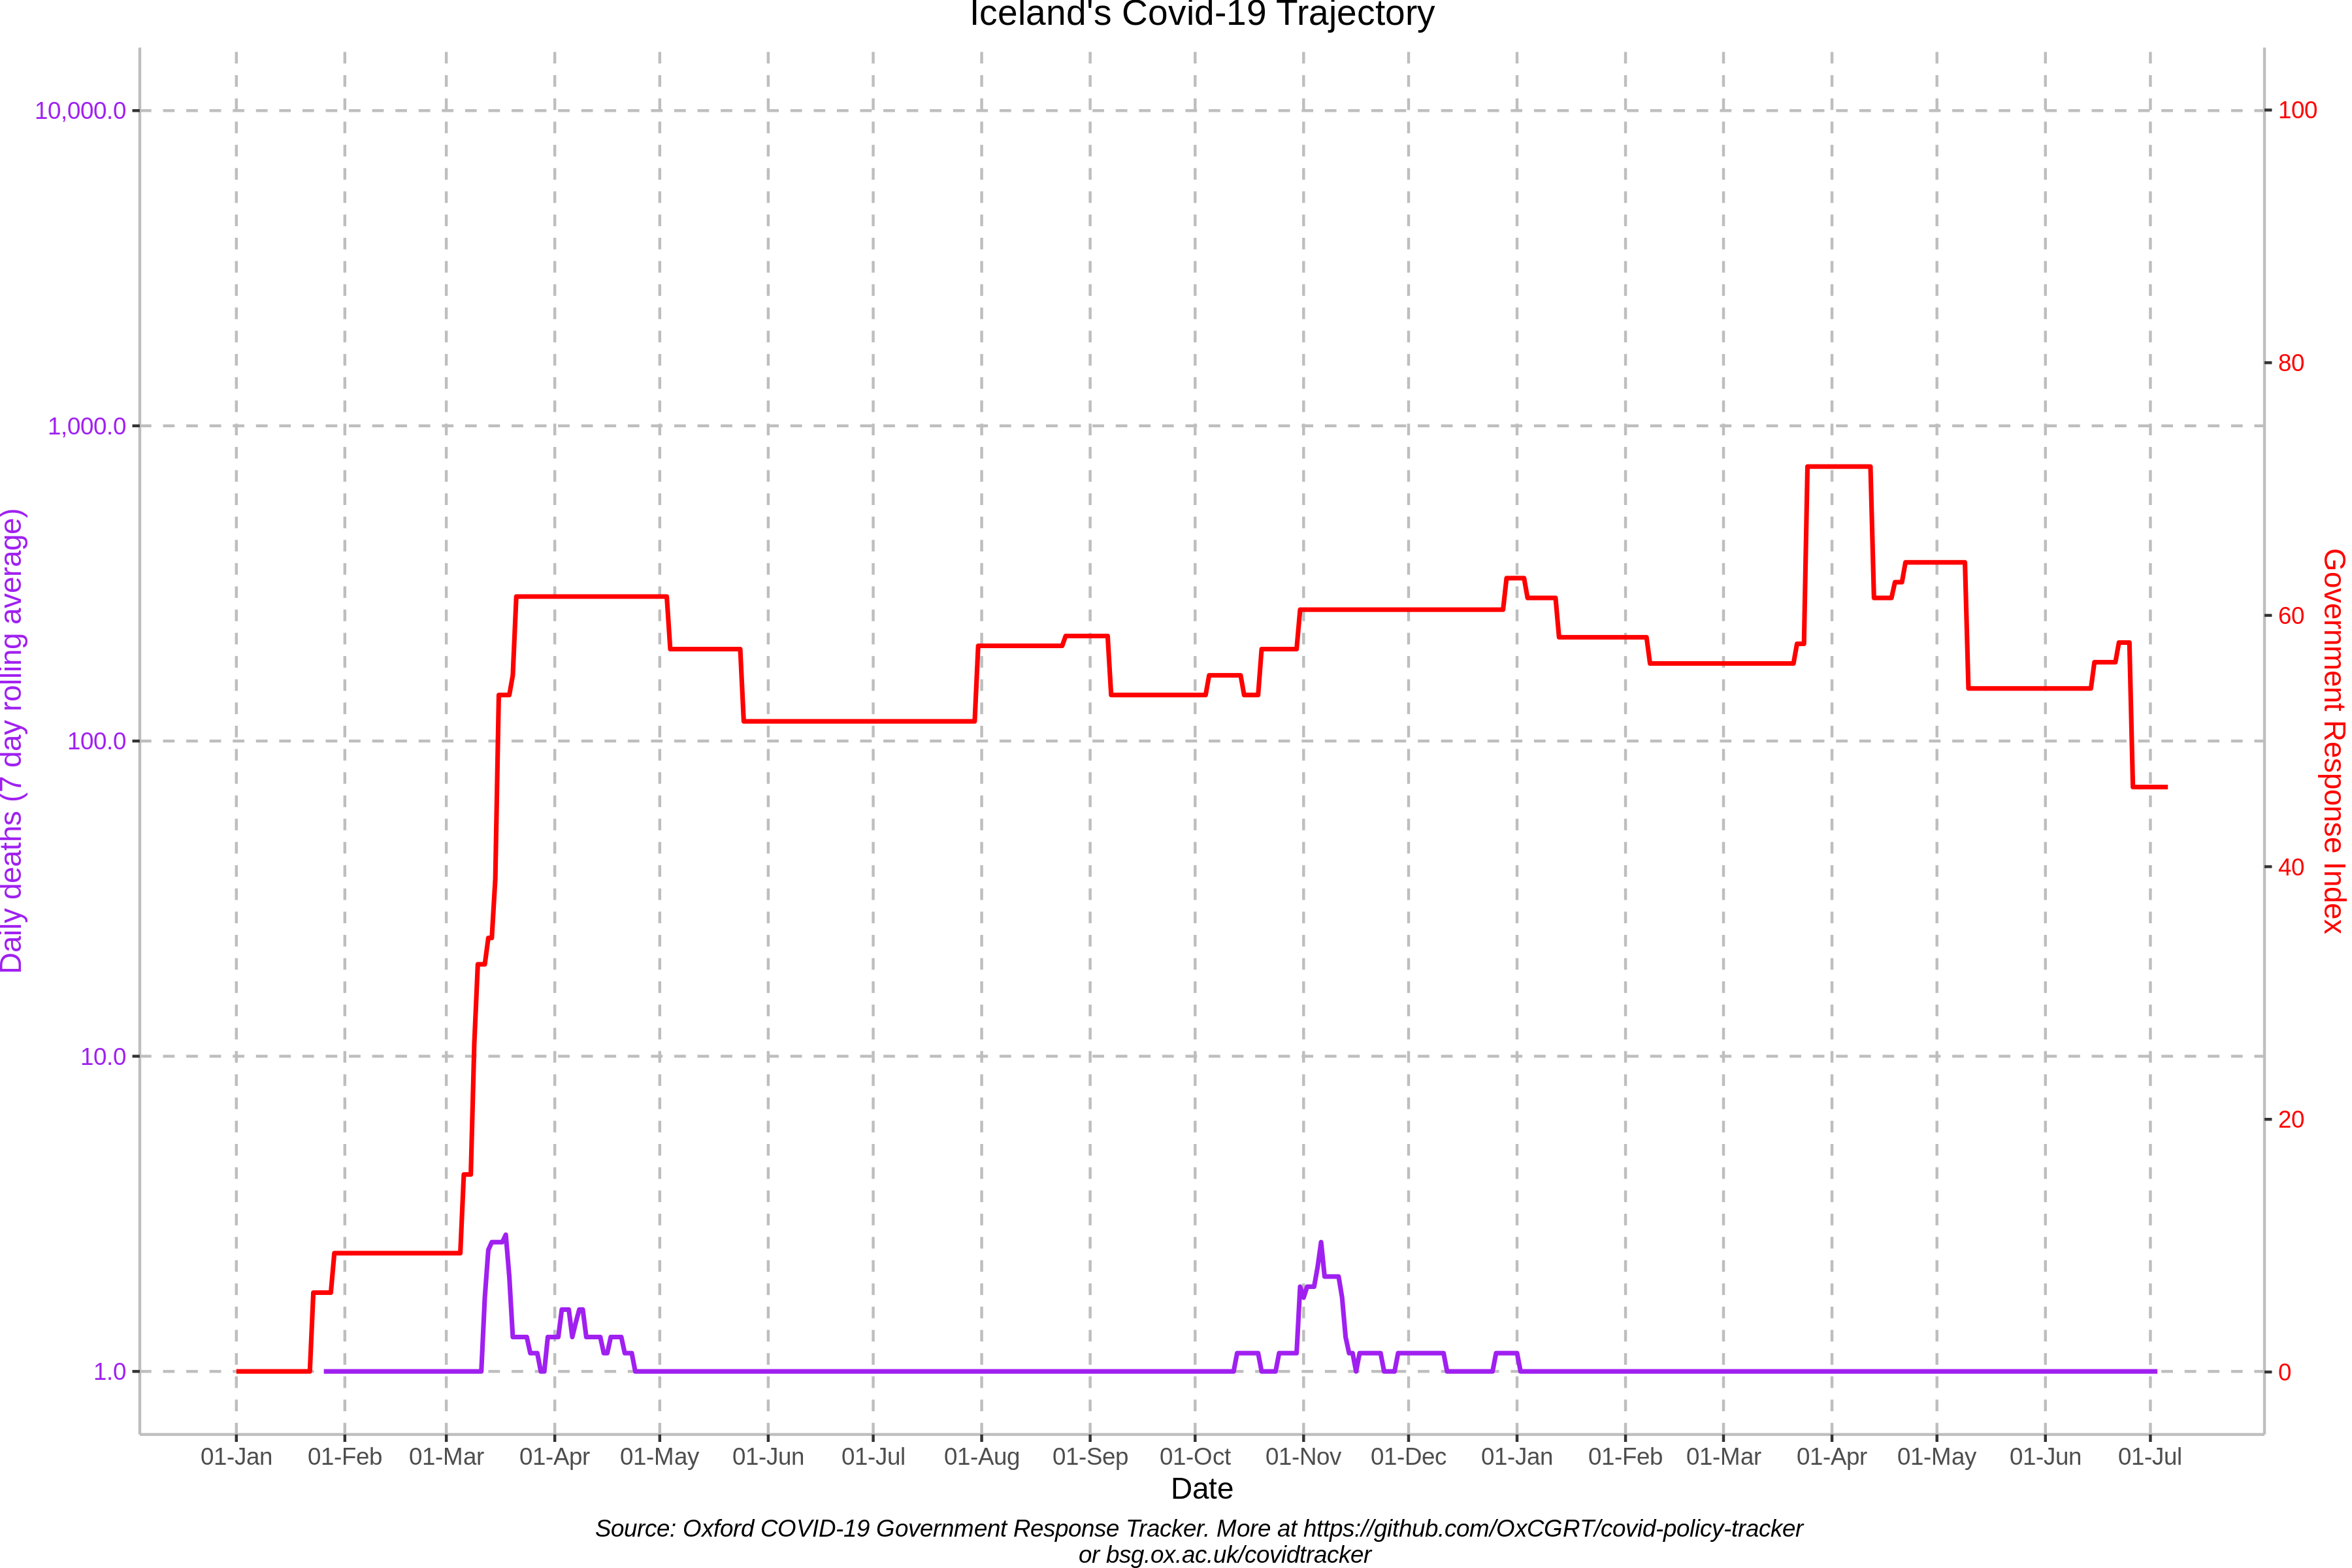 Iceland's Covid-19 Trajectory
10,000.0
1,000.0
100.0
10.0
1.0
Daily deaths (7 day rolling average)
100
80
60
40
20
0
Government Response Index
01-Jan 01-Feb 01-Mar 01-Apr 01-May 01-Jun 01-Jul 01-Aug 01-Sep 01-Oct 01-Nov 01-Dec 01-Jan 01-Feb 01-Mar 01-Apr 01-May 01-Jun 01-Jul
Date
Source: Oxford COVID-19 Government Response Tracker. More at https://github.com/OxCGRT/covid-policy-tracker
or bsg.ox.ac.uk/covidtracker